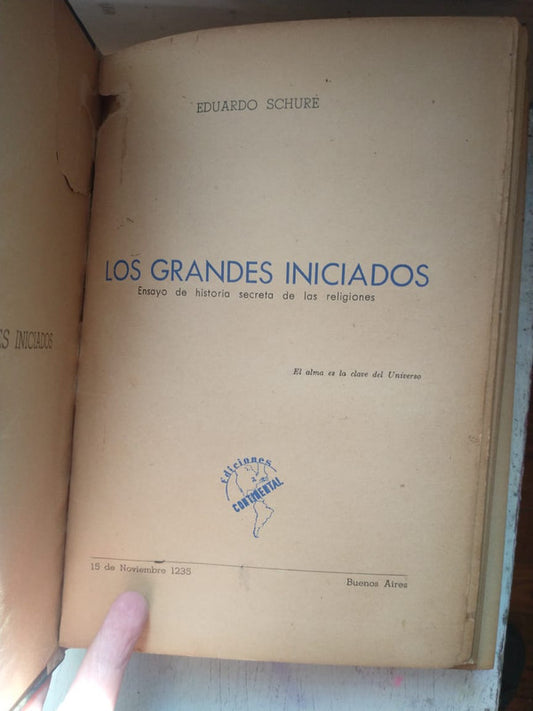 EDUARDO SCHURÉ
LOS GRANDES INICIADOS
Ensayo de historia secreta de las religiones
ES INICIADOS
El alma es la clave del Universo
Ediciones
CONTINENTAL
15 de Noviembre 1235
Buenos Aires